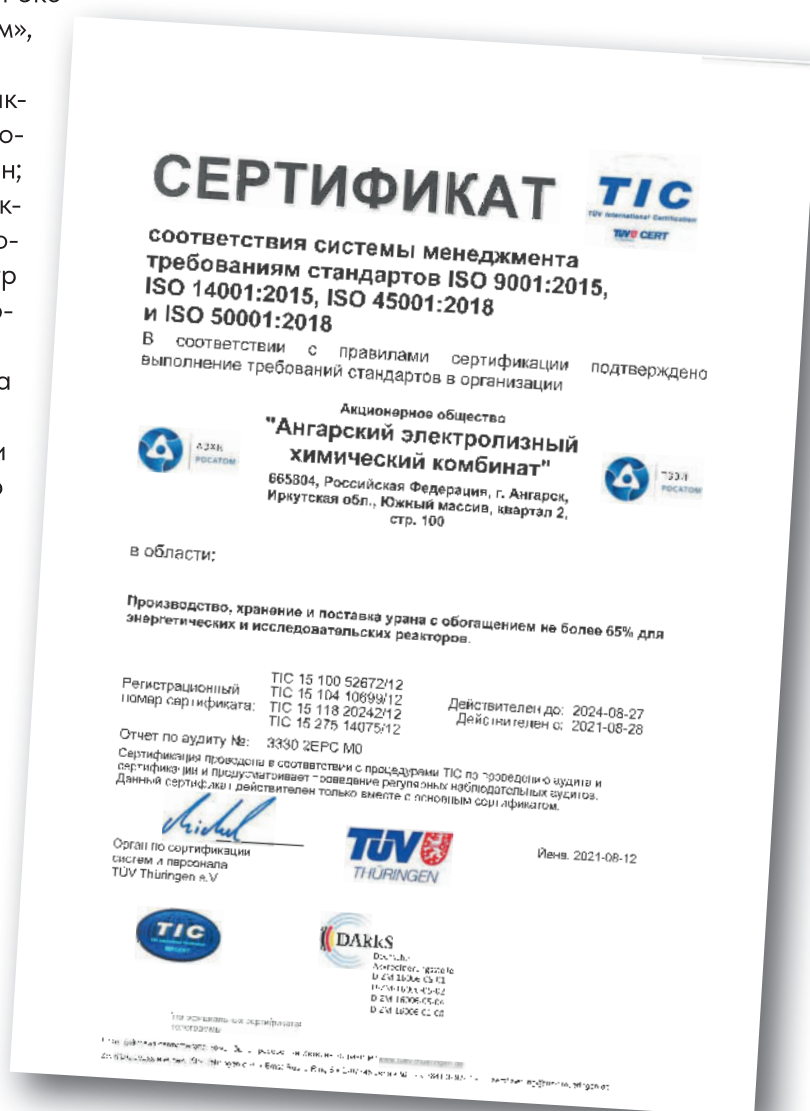 м»,
ик-
о-
н;
к-
о-
тр
о-
а
и
о
СЕРТИФИКАТ
TIC
TÜV International Certification
TÜV CERT
соответствия системы менеджмента
требованиям стандартов ISO 9001:2015,
ISO 14001:2015, ISO 45001:2018
и ISO 50001:2018
В соответствии с правилами сертификации подтверждено
выполнение требований стандартов в организации
Акционерное общество
"Ангарский электролизный
химический комбинат"
АЭХК
РОСАТОМ
ТВЭЛ
РОСАТОМ
665804, Российская Федерация, г. Ангарск,
Иркутская обл., Южный массив, квартал 2,
стр. 100
в области:
Производство, хранение и поставка урана с обогащением не более 65% для
энергетических и исследовательских реакторов.
Регистрационный
номер сертификата:
TIC 15 100 52672/12
TIC 15 104 10699/12
TIC 15 118 20242/12
TIC 15 275 14075/12
Действителен до: 2024-08-27
Действителен с: 2021-08-28
Отчет по аудиту №: 3330 2EPC M0
Сертификация проведена в соответствии с процедурами TIC по проведению аудита и
сертификации и предусматривает проведение регулярных наблюдательных аудитов.
Данный сертификат действителен только вместе с основным сертификатом.
Орган по сертификации
систем и персонала
TÜV Thüringen e.V.
TÜV
THÜRINGEN
Йена, 2021-08-12
TIC
DAkkS
Deutsche
Akkreditierungsstelle